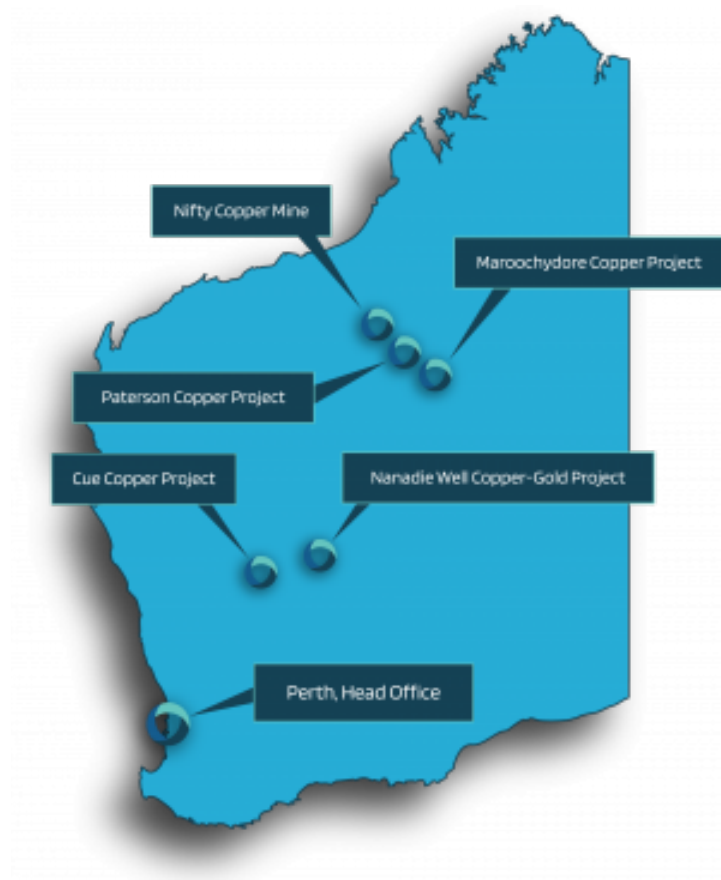 Nifty Copper Mine
Maroochydore Copper Project
Paterson Copper Project
Cue Copper Project
Nanadie Well Copper-Gold Project
Perth, Head Office